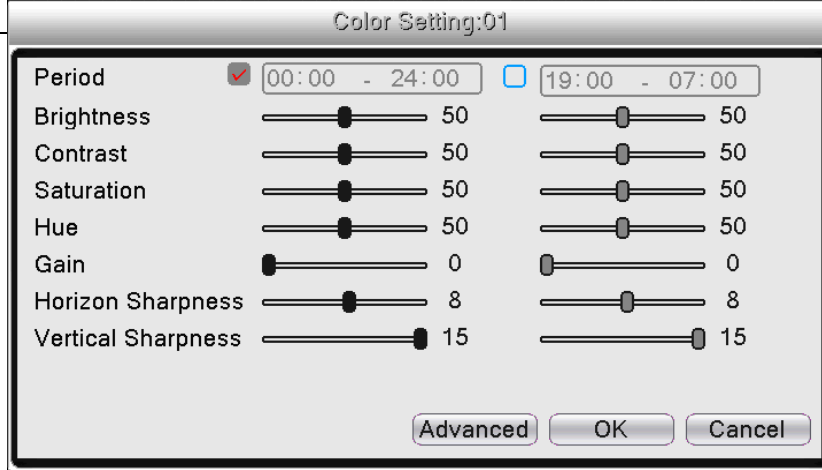 Color Setting:01
Period 00:00 - 24:00 19:00 - 07:00
Brightness 50 50
Contrast 50 50
Saturation 50 50
Hue 50 50
Gain 0 0
Horizon Sharpness 8 8
Vertical Sharpness 15 15
Advanced OK Cancel